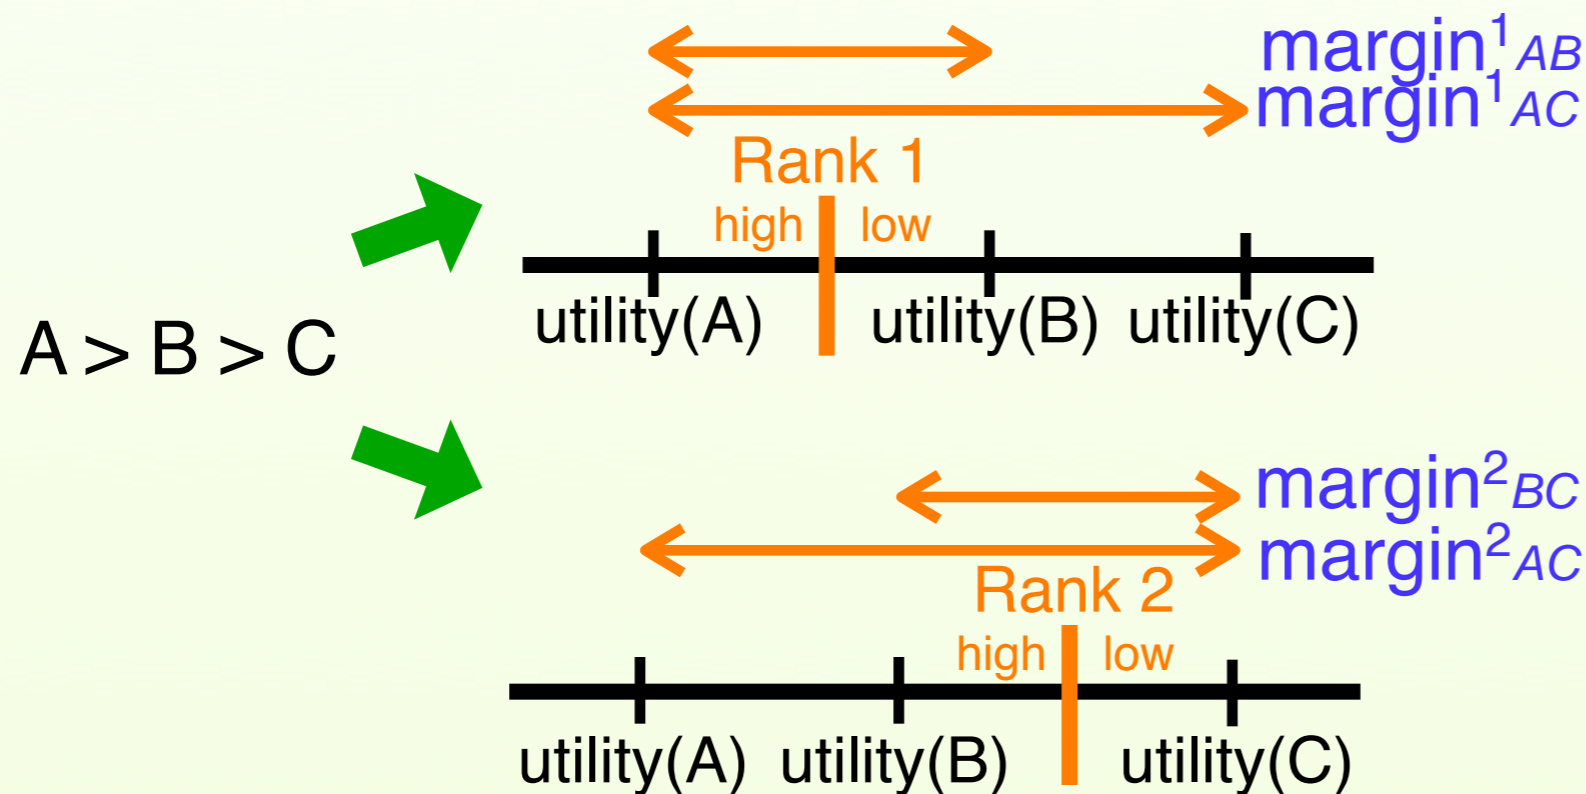 margin¹AB
margin¹AC
Rank 1
high low
utility(A) utility(B) utility(C)
A > B > C
margin²BC
margin²AC
Rank 2
high low
utility(A) utility(B) utility(C)